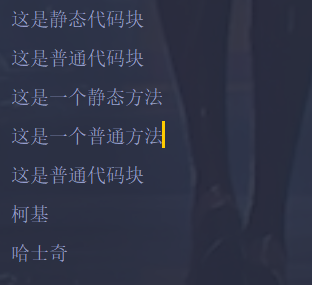 这是静态代码块
这是普通代码块
这是一个静态方法
这是一个普通方法
这是普通代码块
柯基
哈士奇